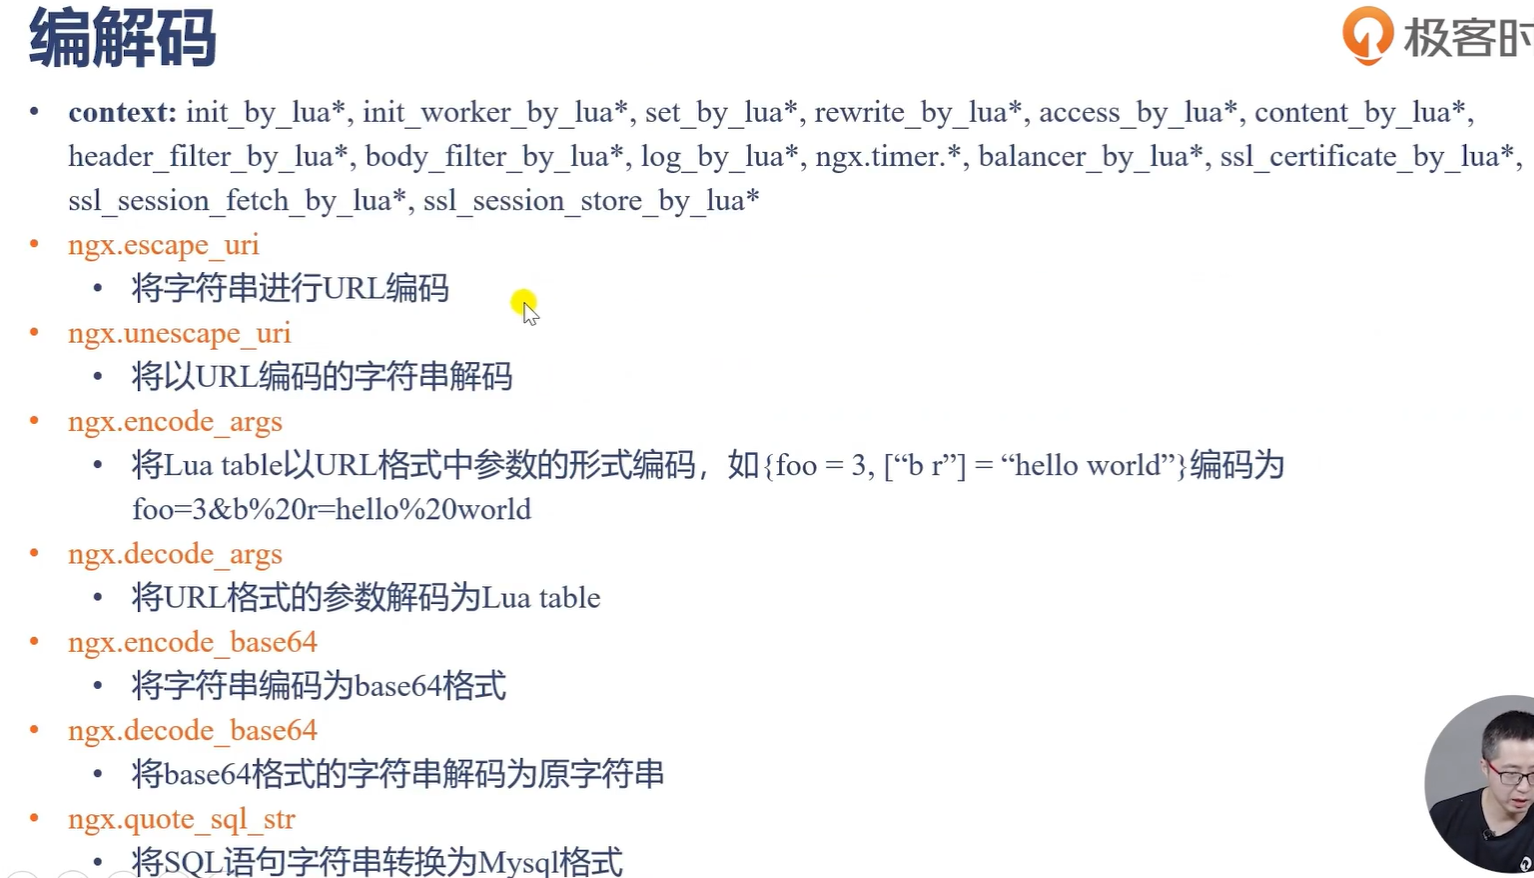 编解码
极客时
• context: init_by_lua*, init_worker_by_lua*, set_by_lua*, rewrite_by_lua*, access_by_lua*, content_by_lua*,
header_filter_by_lua*, body_filter_by_lua*, log_by_lua*, ngx.timer.*, balancer_by_lua*, ssl_certificate_by_lua*,
ssl_session_fetch_by_lua*, ssl_session_store_by_lua*
• ngx.escape_uri
• 将字符串进行URL编码
• ngx.unescape_uri
• 将以URL编码的字符串解码
• ngx.encode_args
• 将Lua table以URL格式中参数的形式编码，如{foo = 3, [“b r”] = “hello world”}编码为
foo=3&b%20r=hello%20world
• ngx.decode_args
• 将URL格式的参数解码为Lua table
• ngx.encode_base64
• 将字符串编码为base64格式
• ngx.decode_base64
• 将base64格式的字符串解码为原字符串
• ngx.quote_sql_str
• 将SQL语句字符串转换为Mysql格式